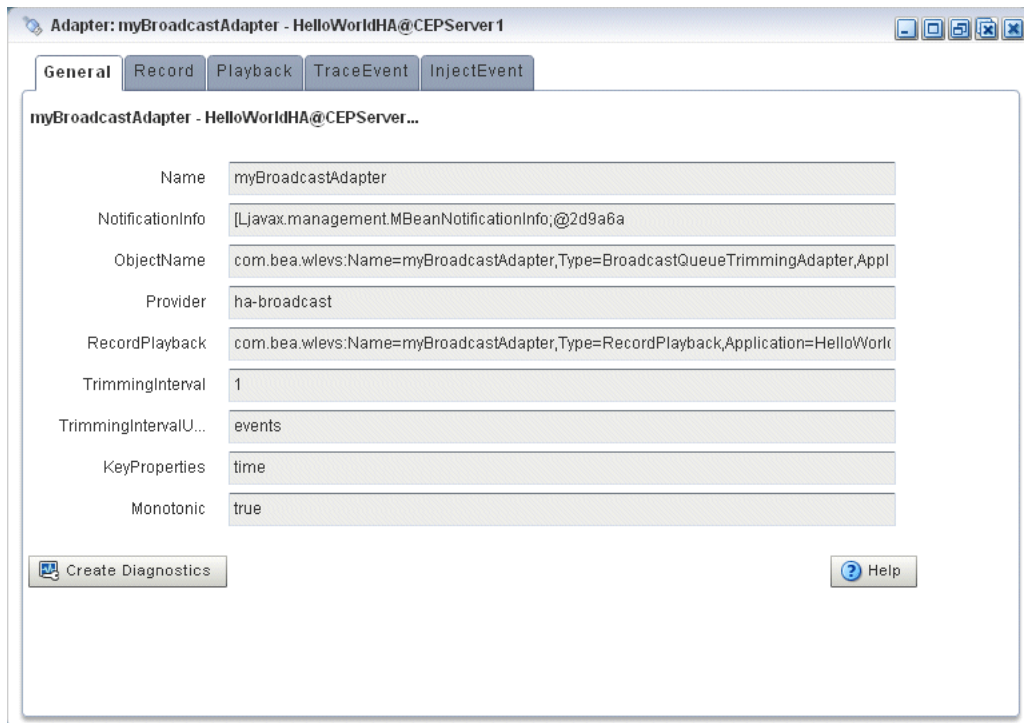 Adapter: myBroadcastAdapter - HelloWorldHA@CEPServer1
General Record Playback TraceEvent InjectEvent
myBroadcastAdapter - HelloWorldHA@CEPServer...
Name myBroadcastAdapter
NotificationInfo [Ljavax.management.MBeanNotificationInfo;@2d9a6a
ObjectName com.bea.wlevs:Name=myBroadcastAdapter,Type=BroadcastQueueTrimmingAdapter,Appl
Provider ha-broadcast
RecordPlayback com.bea.wlevs:Name=myBroadcastAdapter,Type=RecordPlayback,Application=HelloWorl
TrimmingInterval 1
TrimmingIntervalU... events
KeyProperties time
Monotonic true
Create Diagnostics Help